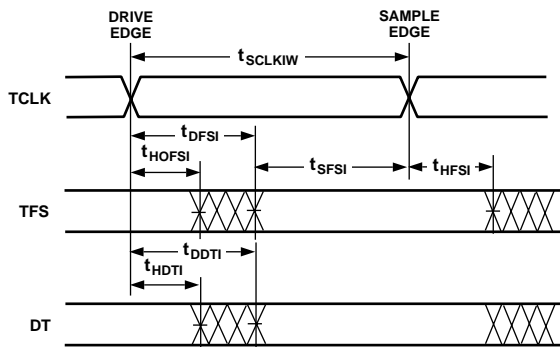 DRIVE
EDGE
SAMPLE
EDGE
tSCLKIW
TCLK
tDFSI
tHOFSI
tSFSI
tHFSI
TFS
tDDTI
tHDTI
DT